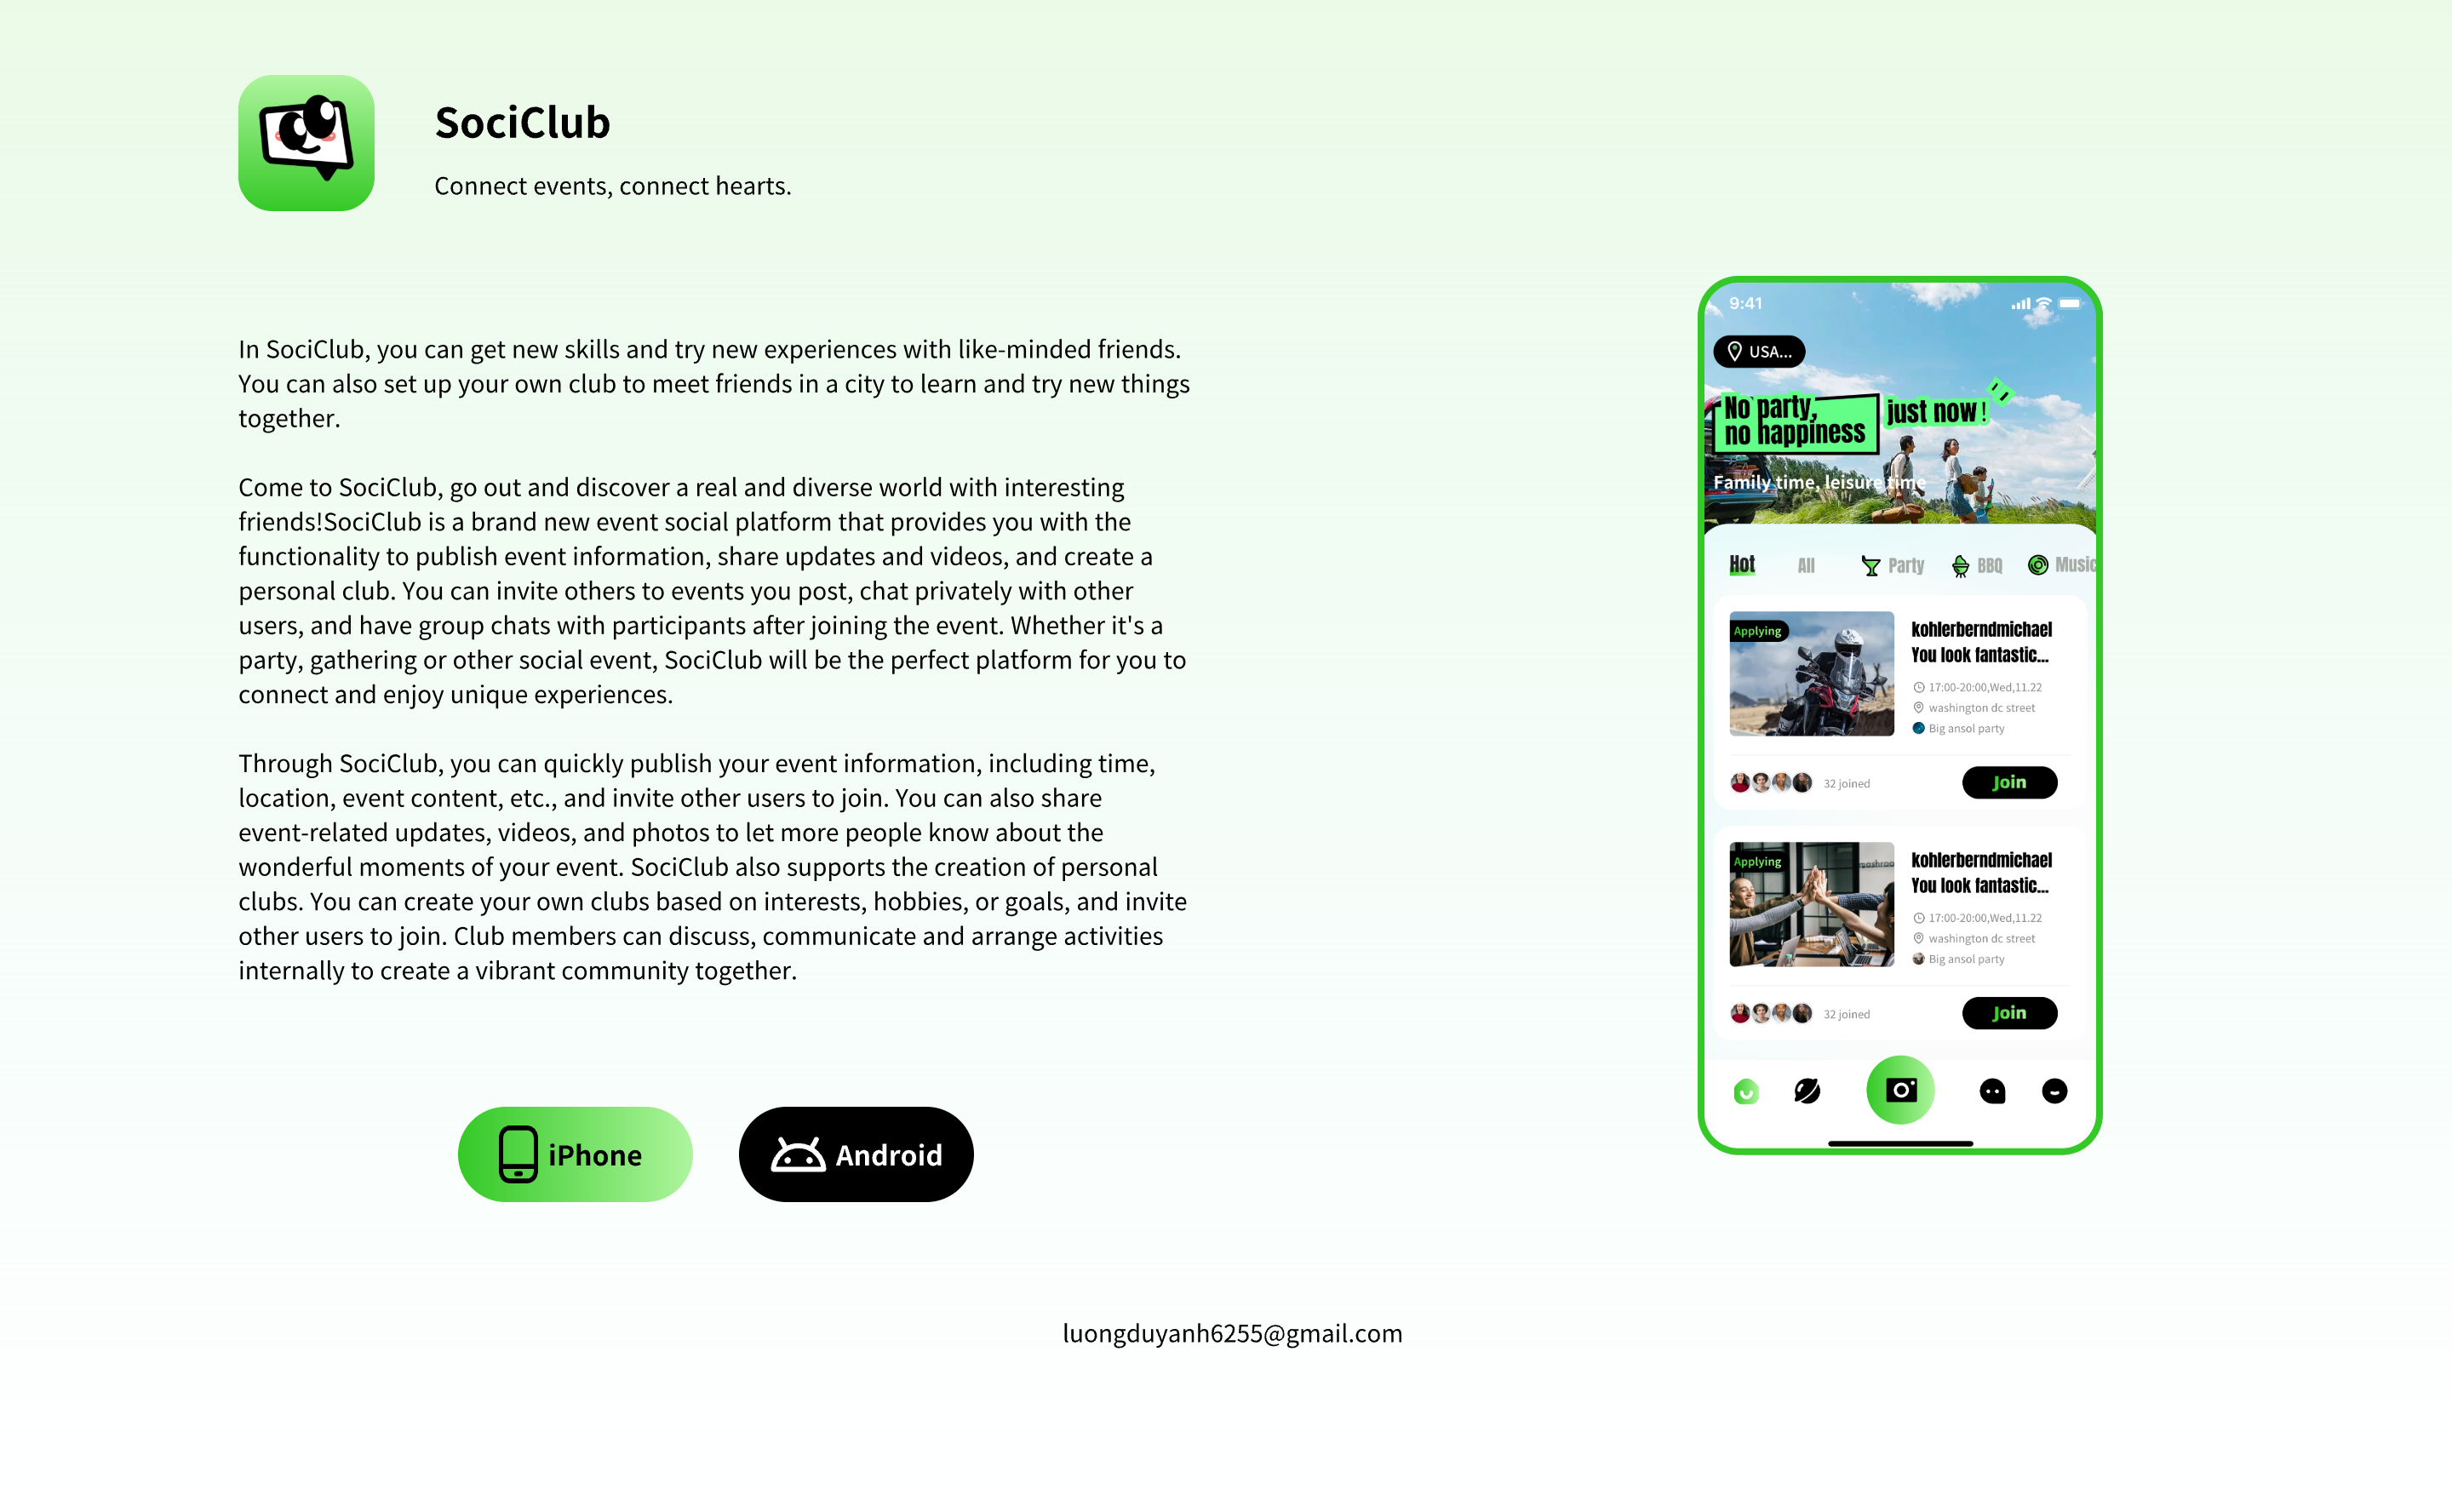 SociClub
Connect events, connect hearts.
In SociClub, you can get new skills and try new experiences with like-minded friends.
You can also set up your own club to meet friends in a city to learn and try new things
together.
Come to SociClub, go out and discover a real and diverse world with interesting
friends!SociClub is a brand new event social platform that provides you with the
functionality to publish event information, share updates and videos, and create a
personal club. You can invite others to events you post, chat privately with other
users, and have group chats with participants after joining the event. Whether it's a
party, gathering or other social event, SociClub will be the perfect platform for you to
connect and enjoy unique experiences.
Through SociClub, you can quickly publish your event information, including time,
location, event content, etc., and invite other users to join. You can also share
event-related updates, videos, and photos to let more people know about the
wonderful moments of your event. SociClub also supports the creation of personal
clubs. You can create your own clubs based on interests, hobbies, or goals, and invite
other users to join. Club members can discuss, communicate and arrange activities
internally to create a vibrant community together.
iPhone
Android
9:41
USA...
No party,
no happiness
just now!
Family time, leisure time
Hot All Party BBQ Music
Applying
kohlerberndmichael
You look fantastic...
17:00-20:00,Wed,11.22
washington dc street
Big ansol party
32 joined
Join
Applying
kohlerberndmichael
You look fantastic...
17:00-20:00,Wed,11.22
washington dc street
Big ansol party
32 joined
Join
luongduyanh6255@gmail.com